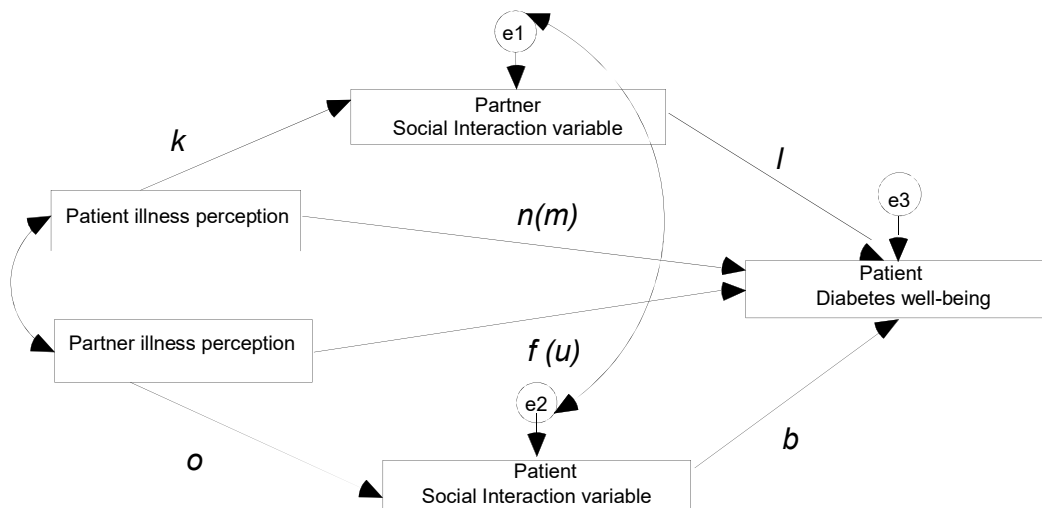 e1
Partner
Social Interaction variable
k
l
e3
Patient illness perception
n(m)
Patient
Diabetes well-being
Partner illness perception
f (u)
e2
b
o
Patient
Social Interaction variable